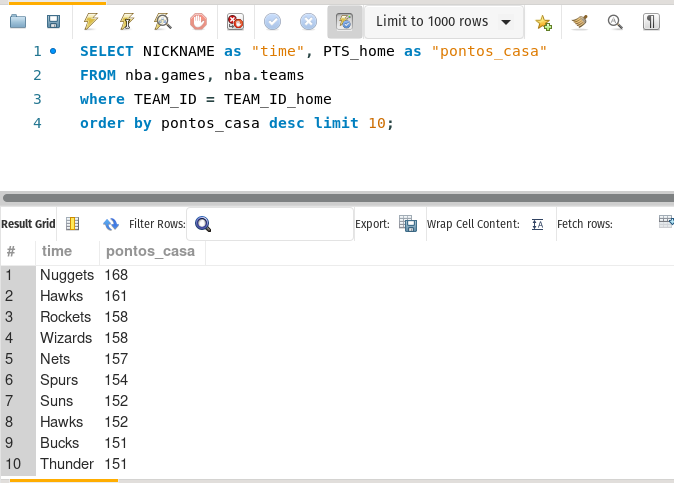 Limit to 1000 rows
1 SELECT NICKNAME as "time", PTS_home as "pontos_casa"
2 FROM nba.games, nba.teams
3 where TEAM_ID = TEAM_ID_home
4 order by pontos_casa desc limit 10;
Result Grid Filter Rows: Export: Wrap Cell Content: Fetch rows:
# time pontos_casa
1 Nuggets 168
2 Hawks 161
3 Rockets 158
4 Wizards 158
5 Nets 157
6 Spurs 154
7 Suns 152
8 Hawks 152
9 Bucks 151
10 Thunder 151